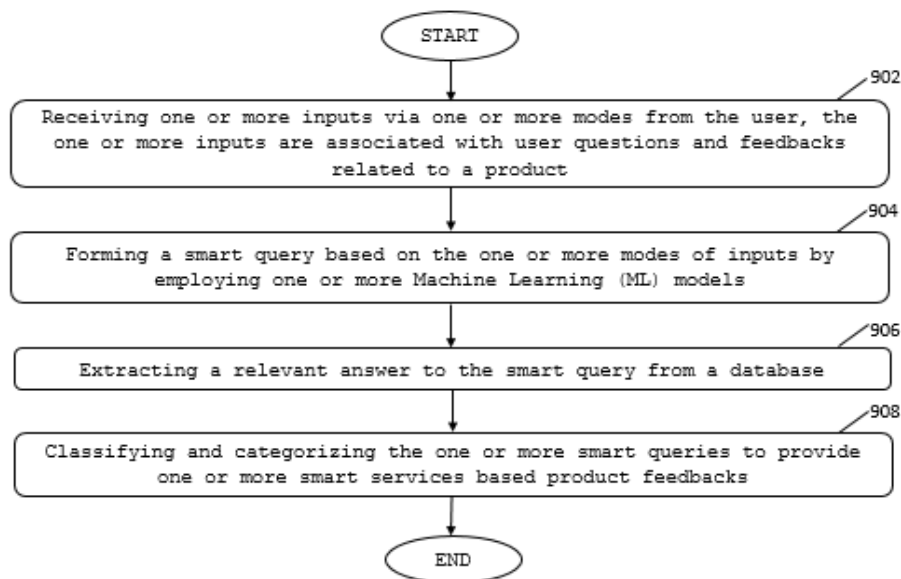 START
902
Receiving one or more inputs via one or more modes from the user, the
one or more inputs are associated with user questions and feedbacks
related to a product
904
Forming a smart query based on the one or more modes of inputs by
employing one or more Machine Learning (ML) models
906
Extracting a relevant answer to the smart query from a database
908
Classifying and categorizing the one or more smart queries to provide
one or more smart services based product feedbacks
END